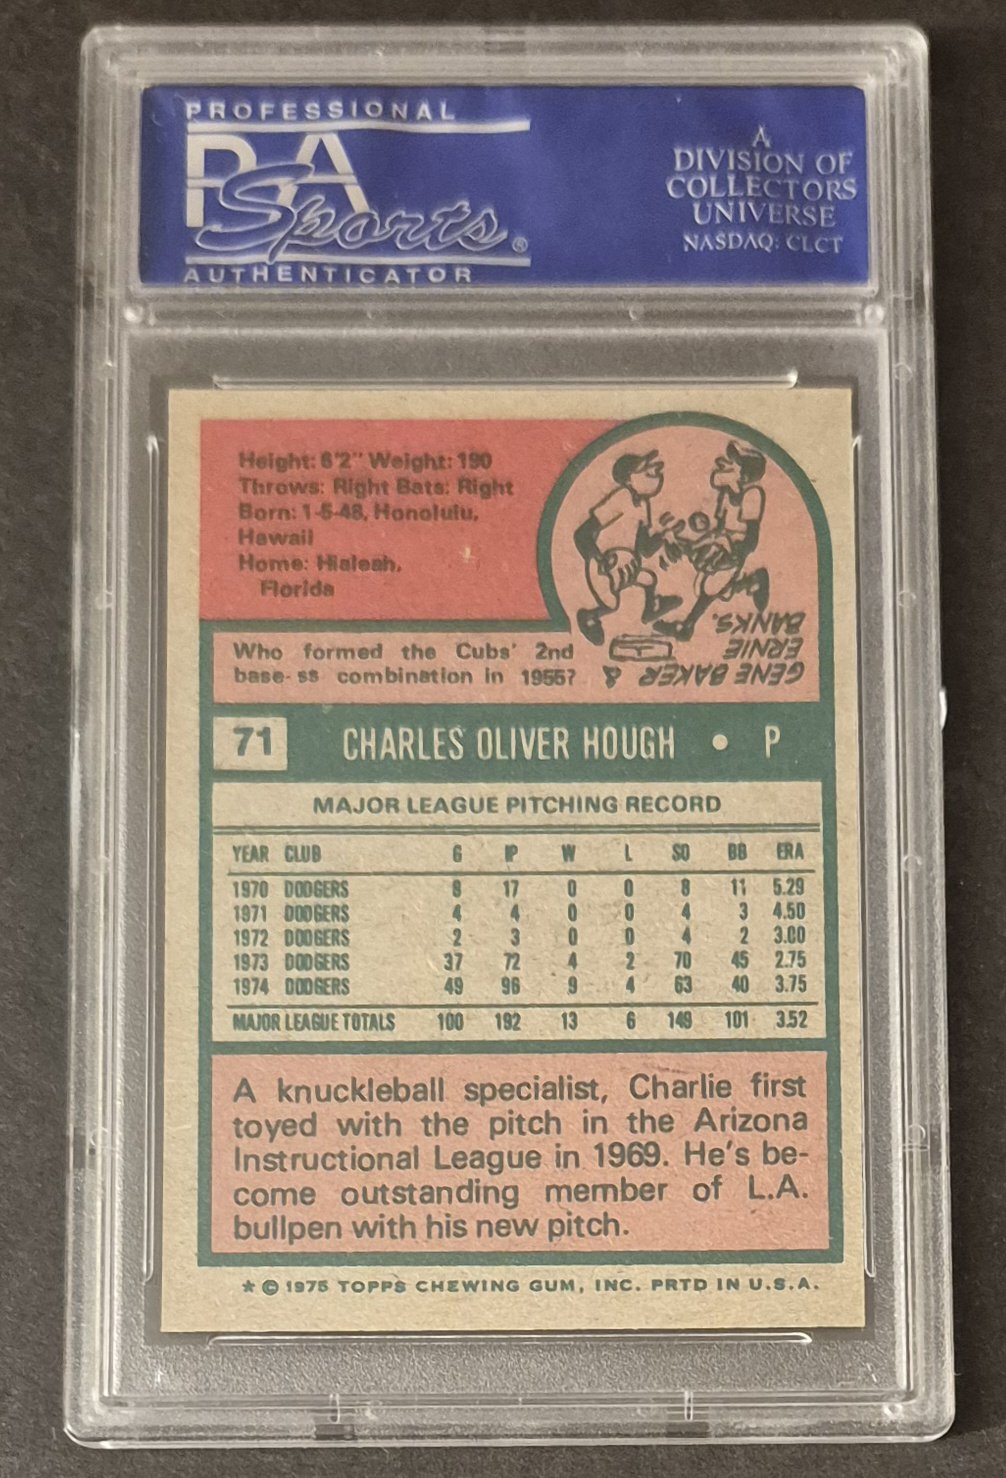 PROFESSIONAL
PSA
Sports®
AUTHENTICATOR
A
DIVISION OF
COLLECTORS
UNIVERSE
NASDAQ: CLCT
Height: 6'2" Weight: 190
Throws: Right Bats: Right
Born: 1-5-48, Honolulu,
Hawaii
Home: Hialeah,
Florida
Who formed the Cubs' 2nd
base-ss combination in 1955?
GENE BAKER &
ERNIE
BANKS.
71 CHARLES OLIVER HOUGH • P
MAJOR LEAGUE PITCHING RECORD
YEAR CLUB G IP W L SO BB ERA
1970 DODGERS 8 17 0 0 8 11 5.29
1971 DODGERS 4 4 0 0 4 3 4.50
1972 DODGERS 2 3 0 0 4 2 3.00
1973 DODGERS 37 72 4 2 70 45 2.75
1974 DODGERS 49 96 9 4 63 40 3.75
MAJOR LEAGUE TOTALS 100 192 13 6 149 101 3.52
A knuckleball specialist, Charlie first
toyed with the pitch in the Arizona
Instructional League in 1969. He's be-
come outstanding member of L.A.
bullpen with his new pitch.
★ © 1975 TOPPS CHEWING GUM, INC. PRTD IN U.S.A.